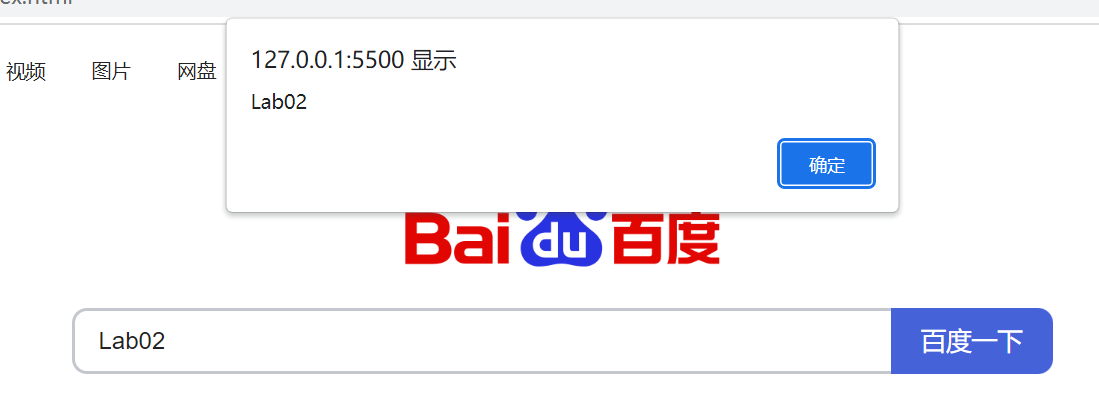 ex.html
127.0.0.1:5500 显示
Lab02
确定
视频 图片 网盘
Bai du 百度
Lab02 百度一下